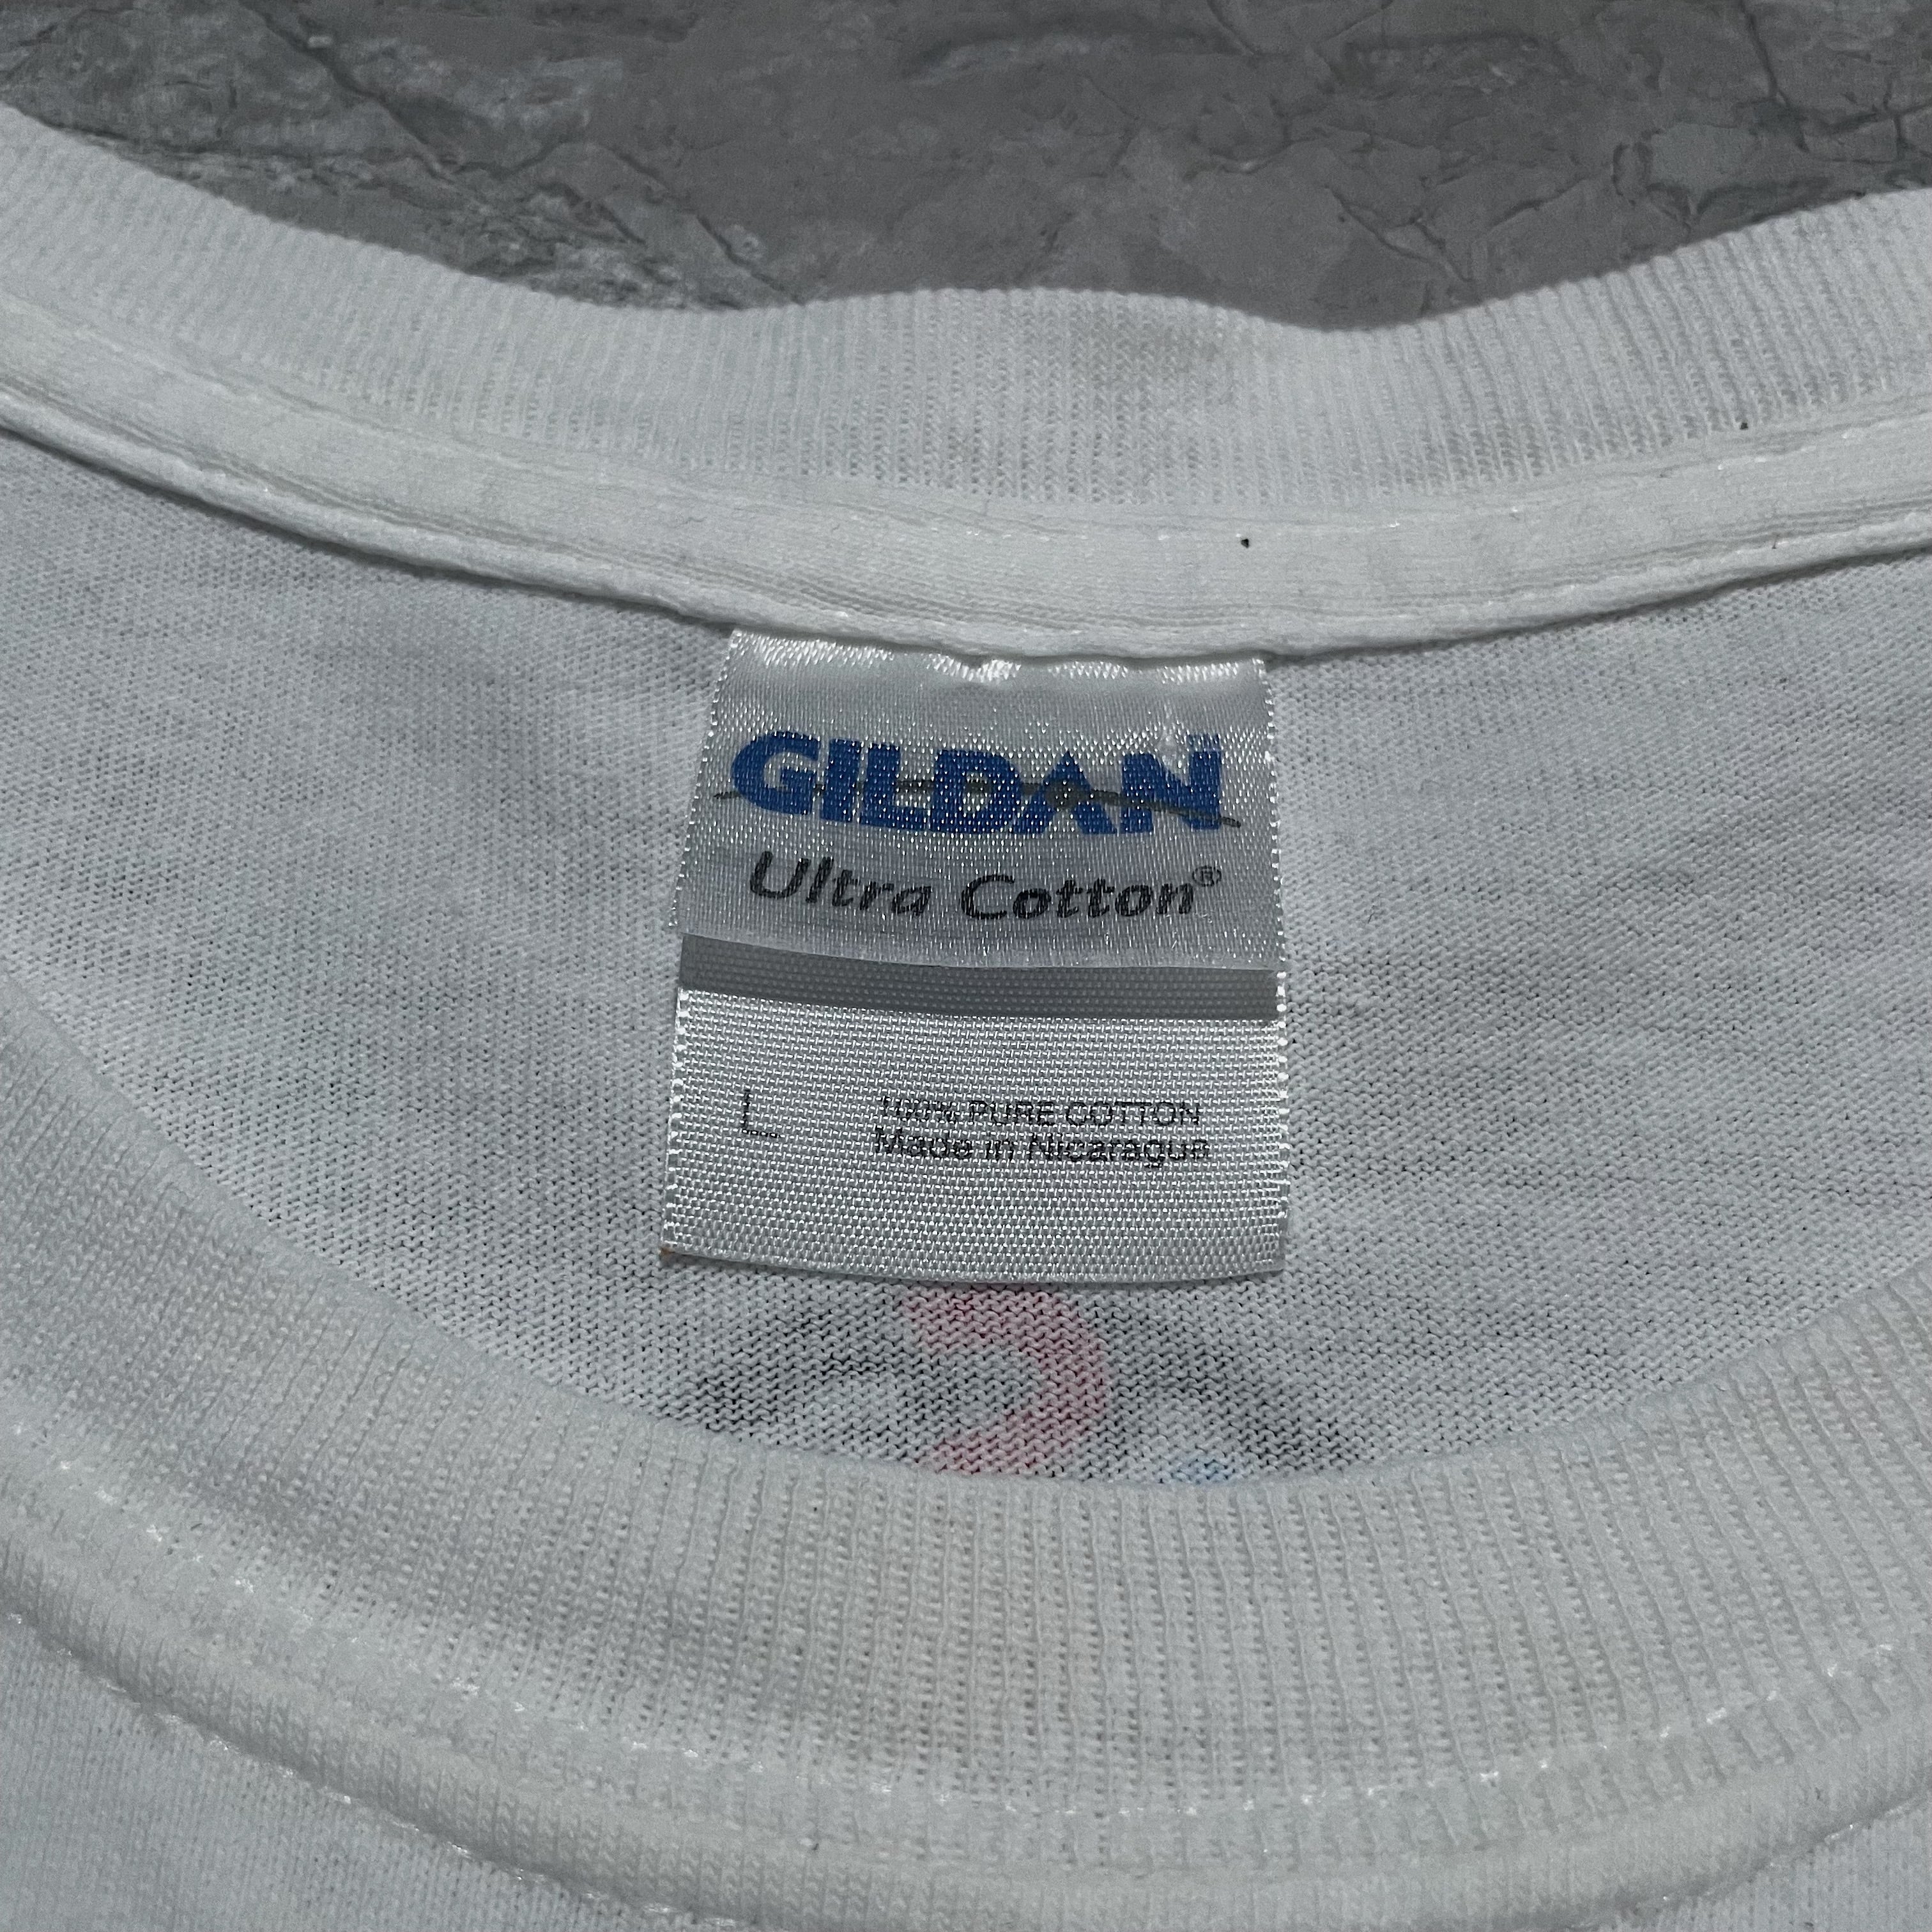 GILDAN
Ultra Cotton®
L 100% PURE COTTON
Made in Nicaragua